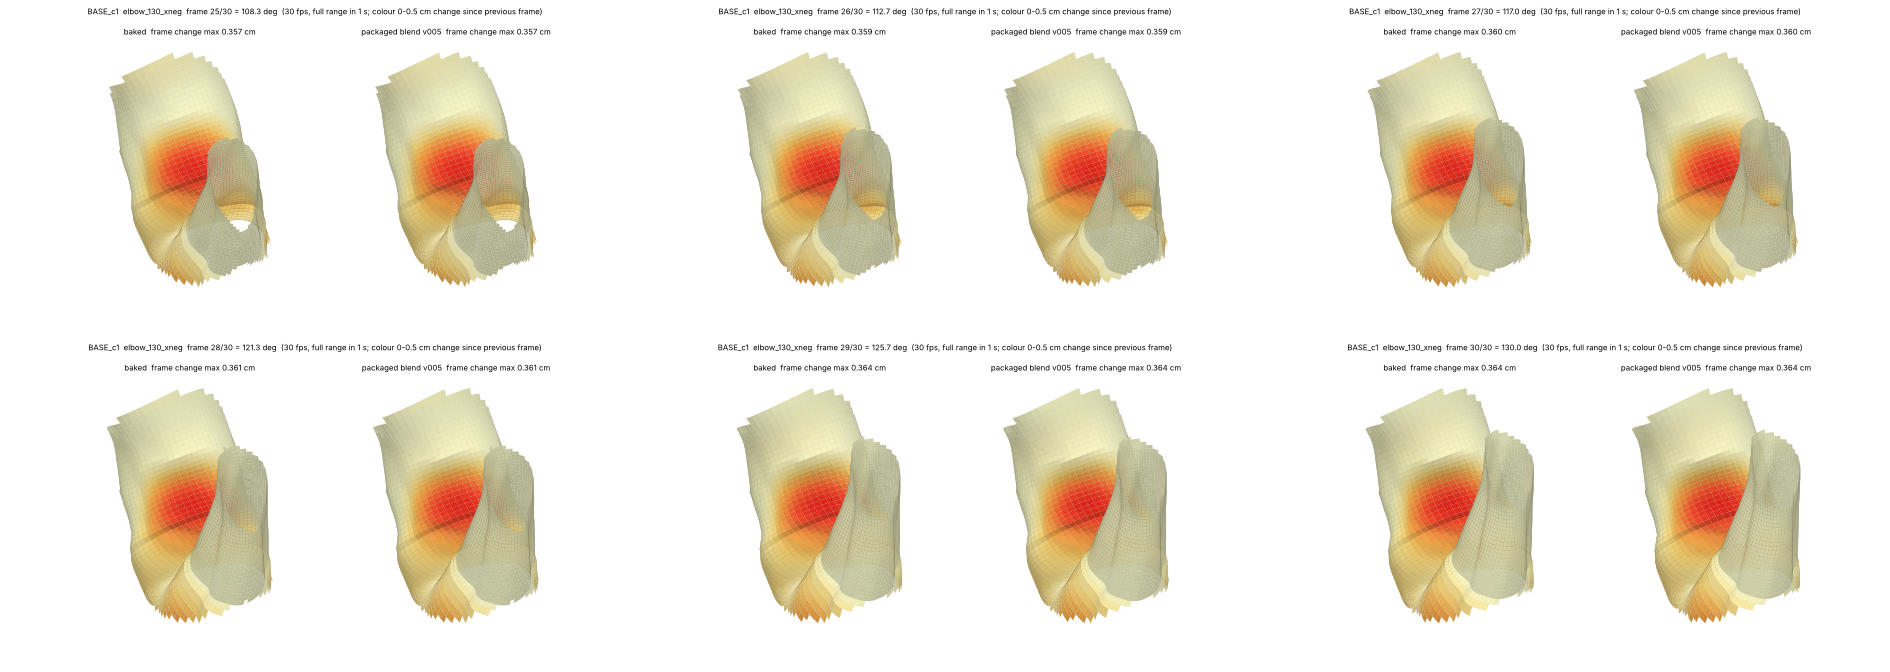 BASE_c1 elbow_130_xneg frame 25/30 = 108.3 deg (30 fps, full range in 1 s; colour 0-0.5 cm change since previous frame)
baked frame change max 0.357 cm
packaged blend v005 frame change max 0.357 cm
BASE_c1 elbow_130_xneg frame 26/30 = 112.7 deg (30 fps, full range in 1 s; colour 0-0.5 cm change since previous frame)
baked frame change max 0.359 cm
packaged blend v005 frame change max 0.359 cm
BASE_c1 elbow_130_xneg frame 27/30 = 117.0 deg (30 fps, full range in 1 s; colour 0-0.5 cm change since previous frame)
baked frame change max 0.360 cm
packaged blend v005 frame change max 0.360 cm
BASE_c1 elbow_130_xneg frame 28/30 = 121.3 deg (30 fps, full range in 1 s; colour 0-0.5 cm change since previous frame)
baked frame change max 0.361 cm
packaged blend v005 frame change max 0.361 cm
BASE_c1 elbow_130_xneg frame 29/30 = 125.7 deg (30 fps, full range in 1 s; colour 0-0.5 cm change since previous frame)
baked frame change max 0.364 cm
packaged blend v005 frame change max 0.364 cm
BASE_c1 elbow_130_xneg frame 30/30 = 130.0 deg (30 fps, full range in 1 s; colour 0-0.5 cm change since previous frame)
baked frame change max 0.364 cm
packaged blend v005 frame change max 0.364 cm